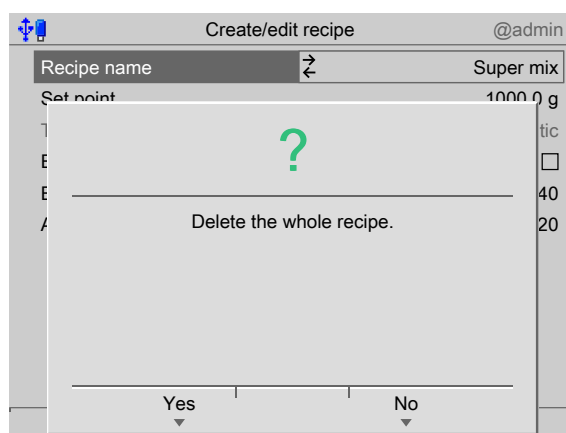 Create/edit recipe @admin
Recipe name Super mix
Set point 1000.0 g
tic
40
20
Delete the whole recipe.
?
Yes No